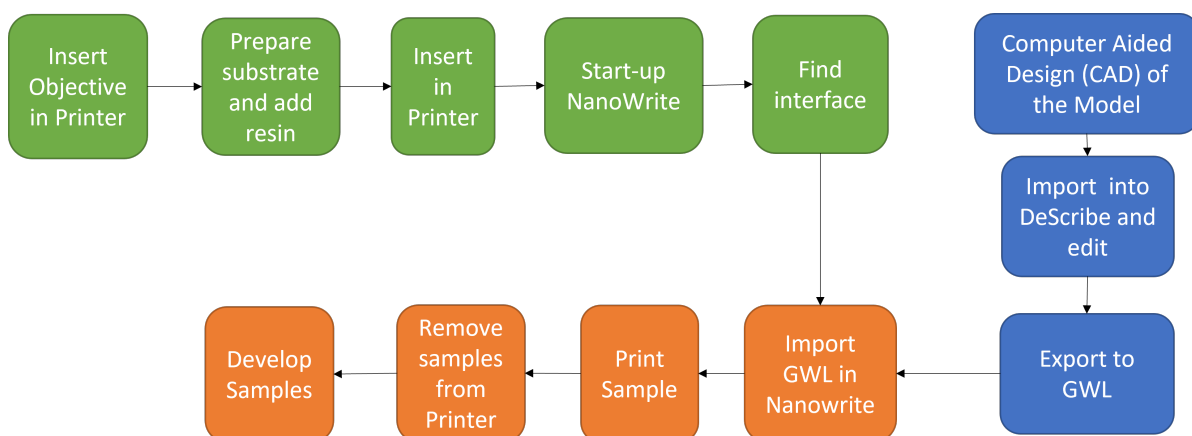 Insert
Objective
in Printer
Prepare
substrate
and add
resin
Insert
in
Printer
Start-up
NanoWrite
Find
interface
Computer Aided
Design (CAD) of
the Model
Import  into
DeScribe and
edit
Export to
GWL
Import
GWL in
Nanowrite
Print
Sample
Remove
samples
from
Printer
Develop
Samples